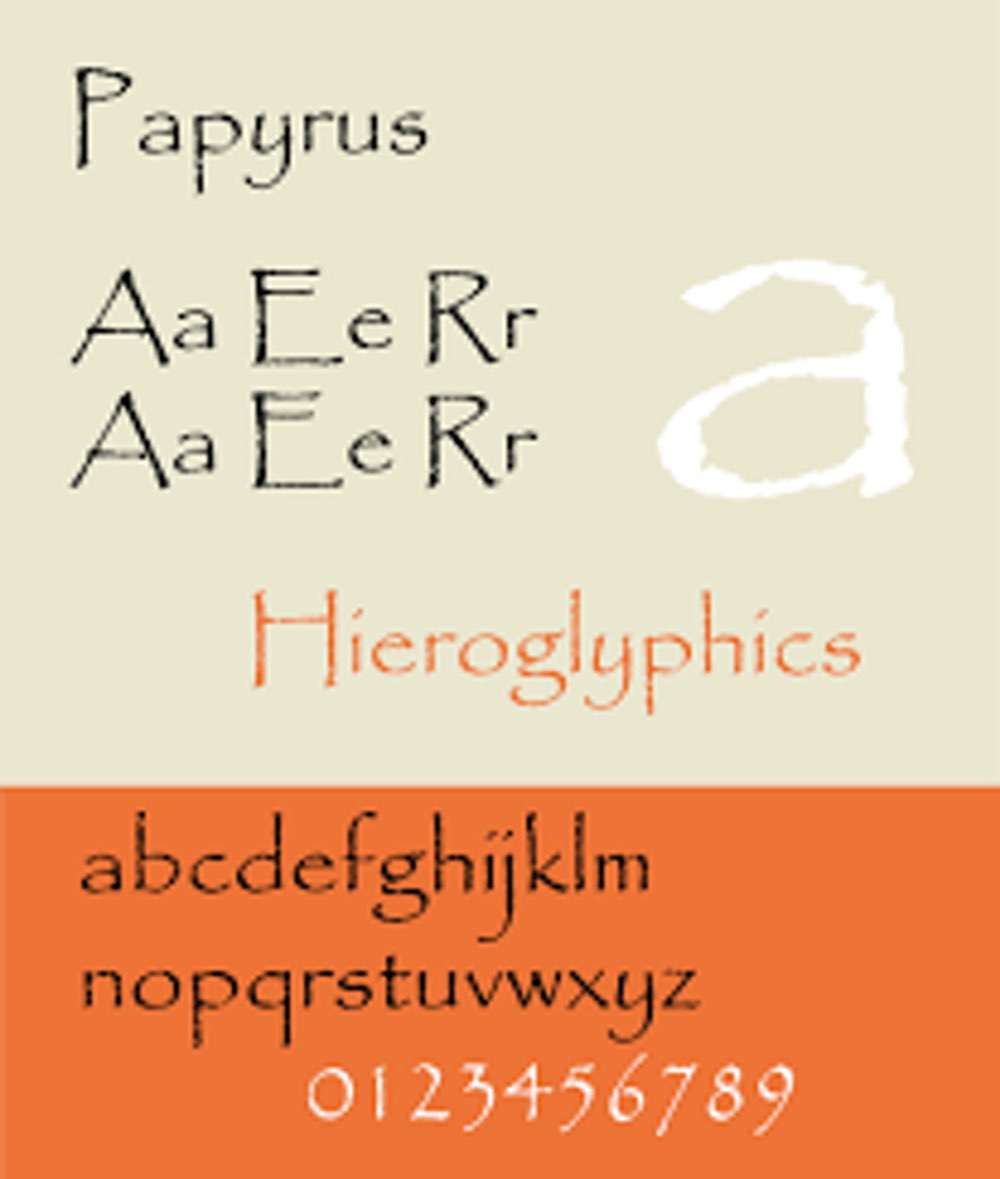 Papyrus
Aa Ee Rr
Aa Ee Rr
a
Hieroglyphics
abcdefghijklm
nopqrstuvwxyz
0123456789